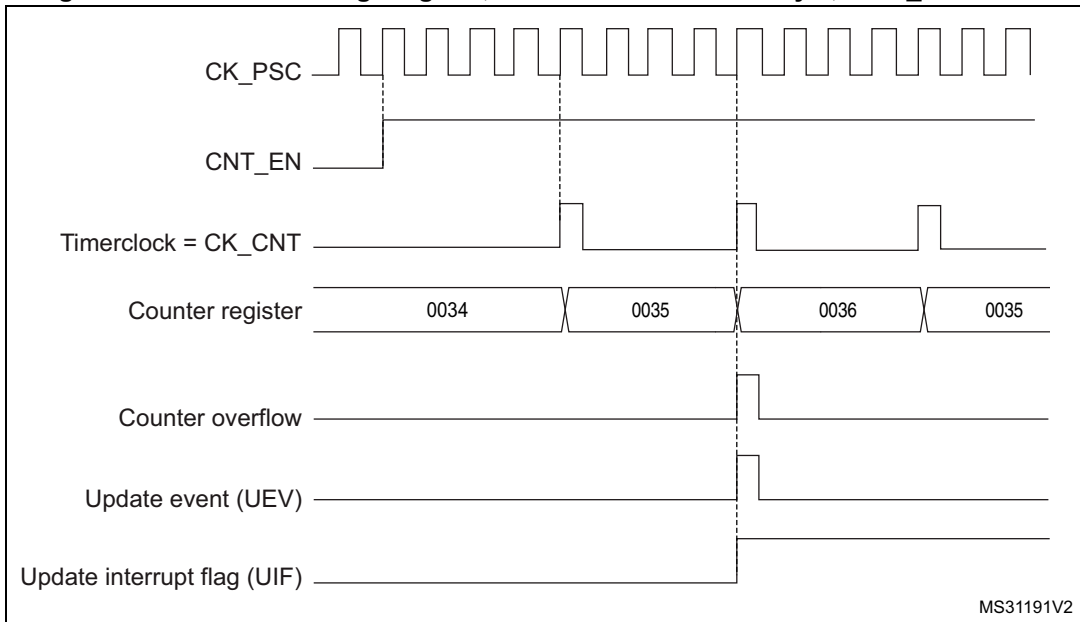 CK_PSC
CNT_EN
Timerclock = CK_CNT
Counter register 0034 0035 0036 0035
Counter overflow
Update event (UEV)
Update interrupt flag (UIF)
MS31191V2